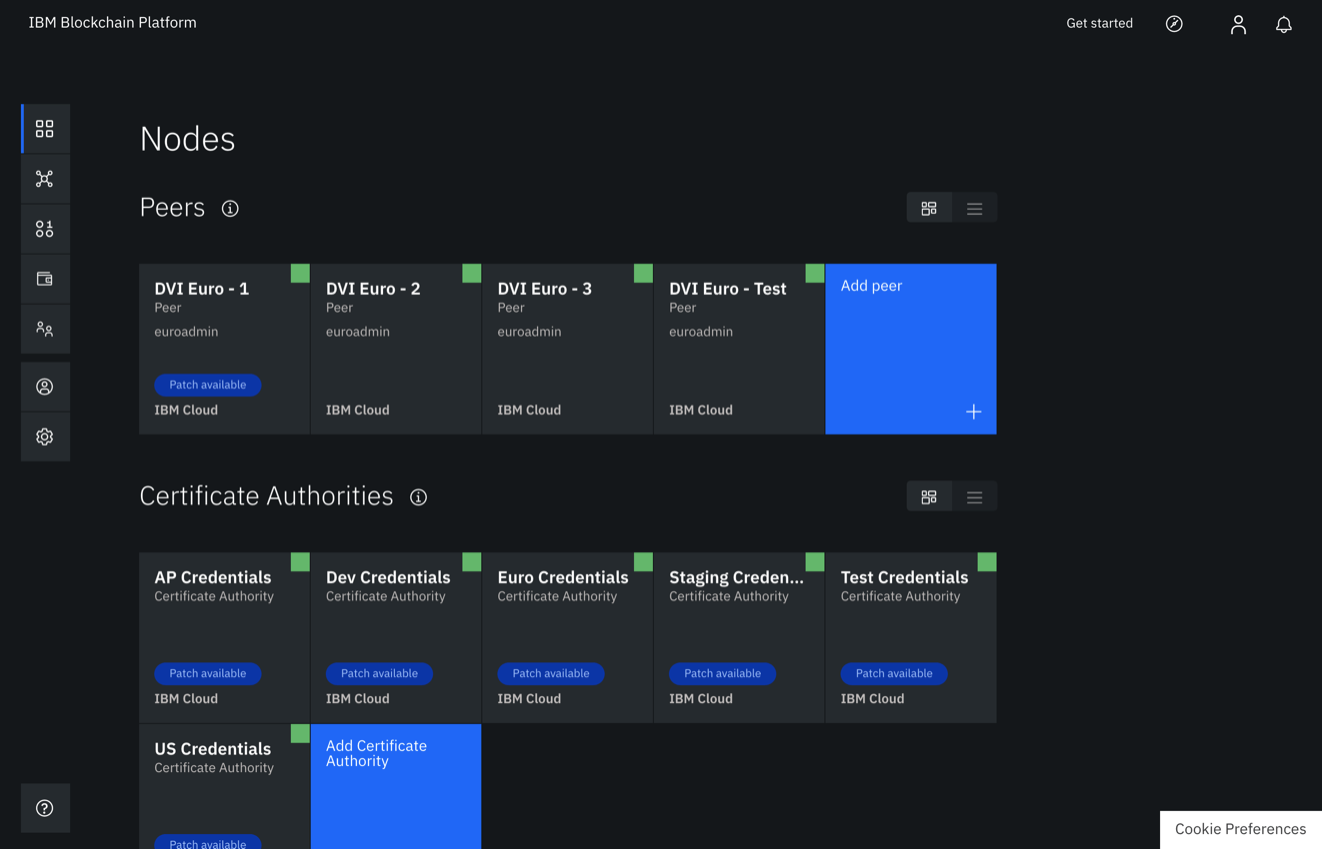 IBM Blockchain Platform
Get started
Nodes
Peers
DVI Euro - 1
Peer
euroadmin
Patch available
IBM Cloud
DVI Euro - 2
Peer
euroadmin
IBM Cloud
DVI Euro - 3
Peer
euroadmin
IBM Cloud
DVI Euro - Test
Peer
euroadmin
IBM Cloud
Add peer
Certificate Authorities
AP Credentials
Certificate Authority
Patch available
IBM Cloud
Dev Credentials
Certificate Authority
Patch available
IBM Cloud
Euro Credentials
Certificate Authority
Patch available
IBM Cloud
Staging Creden...
Certificate Authority
Patch available
IBM Cloud
Test Credentials
Certificate Authority
Patch available
IBM Cloud
US Credentials
Certificate Authority
Patch available
Add Certificate
Authority
Cookie Preferences